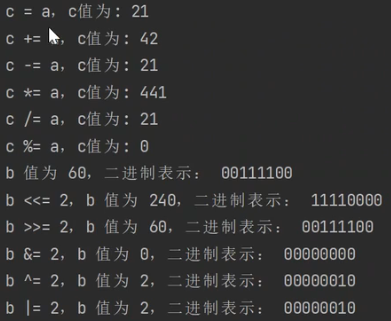 c = a，c值为: 21
c += a，c值为: 42
c -= a，c值为: 21
c *= a，c值为: 441
c /= a，c值为: 21
c %= a，c值为: 0
b 值为 60，二进制表示： 00111100
b <<= 2，b 值为 240，二进制表示： 11110000
b >>= 2，b 值为 60，二进制表示： 00111100
b &= 2，b 值为 0，二进制表示： 00000000
b ^= 2，b 值为 2，二进制表示： 00000010
b |= 2，b 值为 2，二进制表示： 00000010